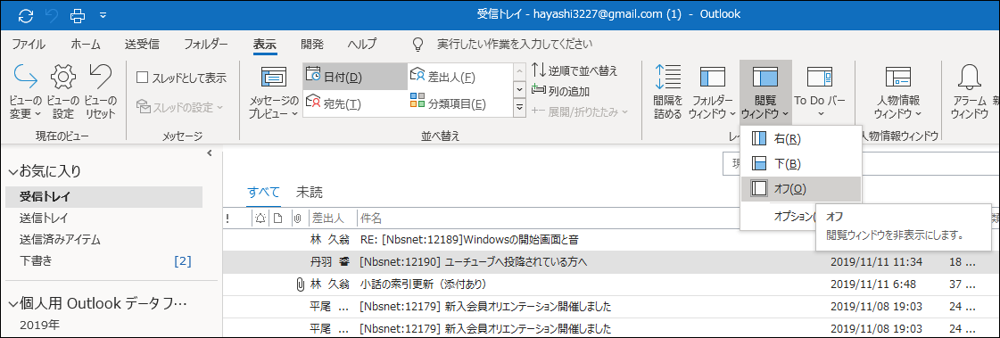 受信トレイ - hayashi3227@gmail.com (1) - Outlook
ファイル ホーム 送受信 フォルダー 表示 開発 ヘルプ 実行したい作業を入力してください
ビューの変更 ビューの設定 ビューのリセット
現在のビュー
スレッドとして表示
スレッドの設定
メッセージ
メッセージのプレビュー
日付(D) 差出人(F)
宛先(T) 分類項目(E)
逆順で並べ替え
列の追加
展開/折りたたみ
並べ替え
間隔を詰める フォルダーウィンドウ 閲覧ウィンドウ To Do バー
レイ
人物情報ウィンドウ
人物情報ウィンドウ
アラームウィンドウ 新
右(R)
下(B)
オフ(O)
オプション(
オフ
閲覧ウィンドウを非表示にします。
お気に入り
受信トレイ
送信トレイ
送信済みアイテム
下書き [2]
個人用 Outlook データ フ...
2019年
すべて 未読
! 差出人 件名
林 久翁 RE: [Nbsnet:12189]Windowsの開始画面と音
丹羽 睿 [Nbsnet:12190] ユーチューブへ投降されている方へ 2019/11/11 11:34 18 ...
林 久翁 小話の索引更新（添付あり） 2019/11/11 6:48 37 ...
平尾 ... [Nbsnet:12179] 新入会員オリエンテーション開催しました 2019/11/08 19:03 24 ...
平尾 ... [Nbsnet:12179] 新入会員オリエンテーション開催しました 2019/11/08 19:03 24 ...